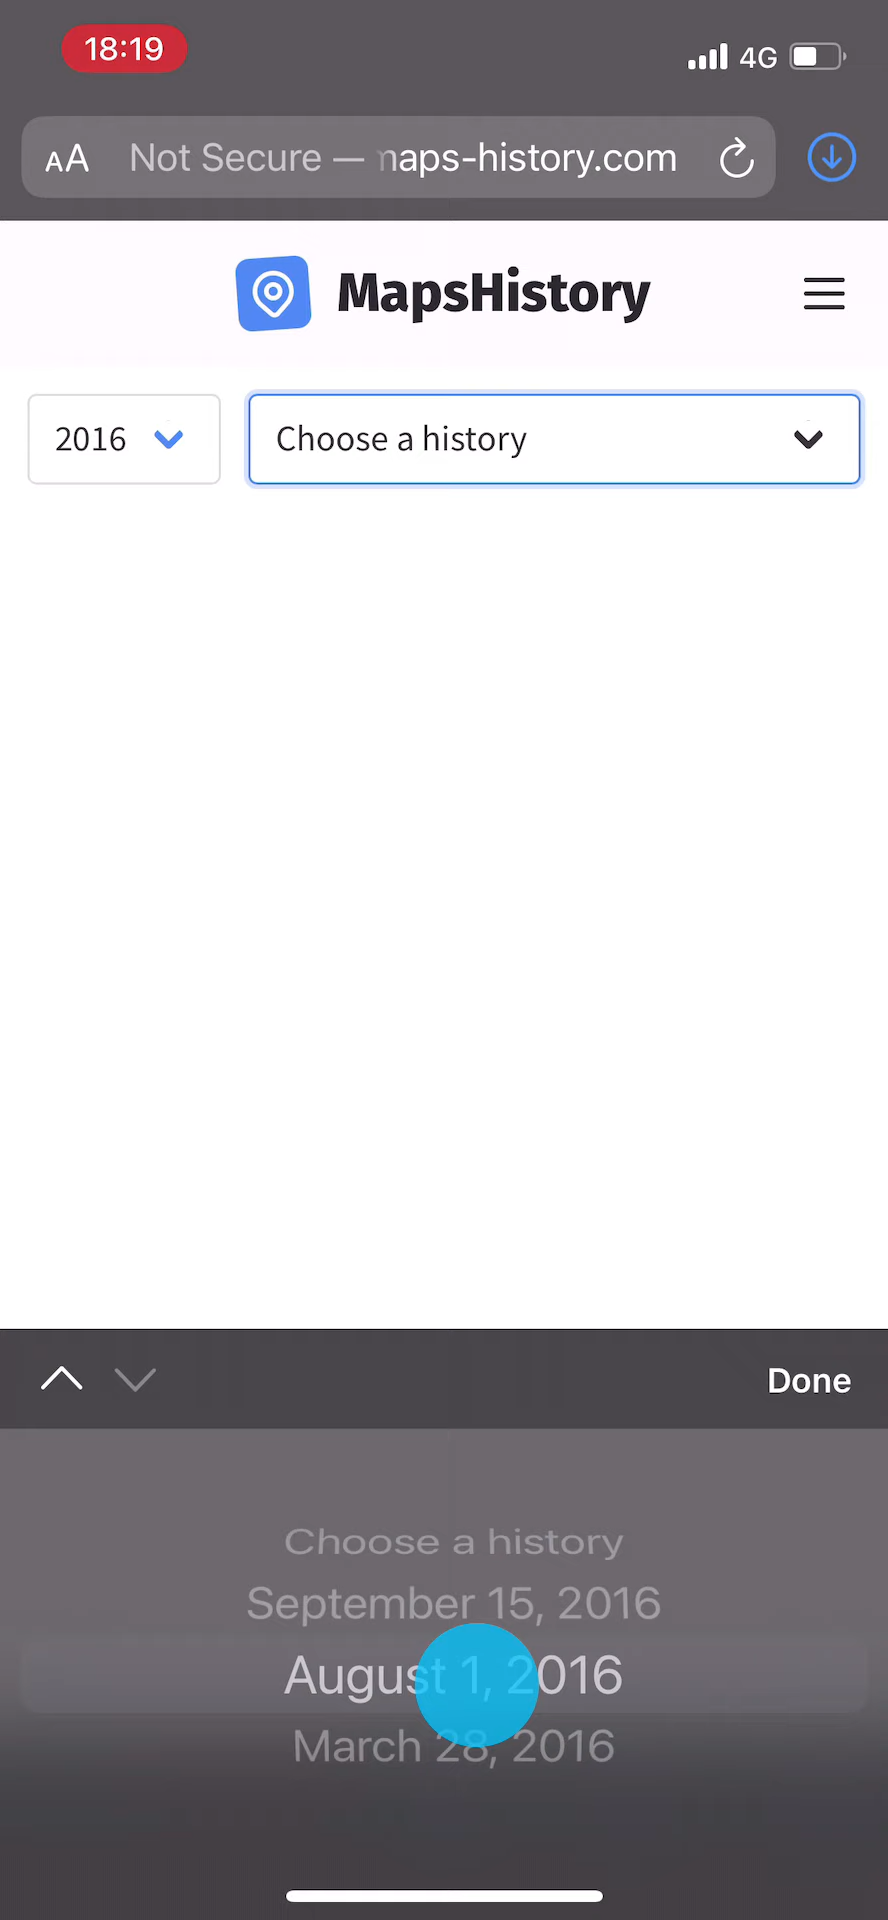 18:19
4G
AA Not Secure — maps-history.com
MapsHistory
2016
Choose a history
Done
Choose a history
September 15, 2016
August 1, 2016
March 28, 2016